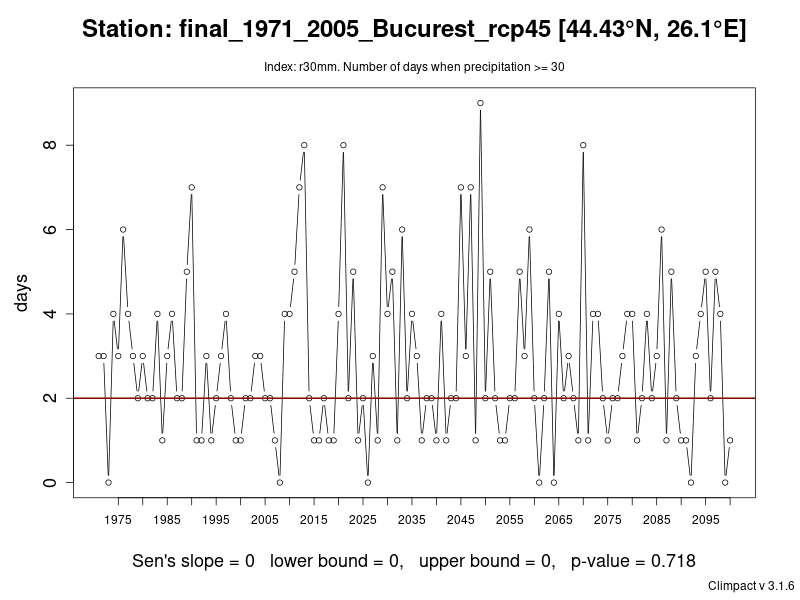 Station: final_1971_2005_Bucurest_rcp45 [44.43°N, 26.1°E]
Index: r30mm. Number of days when precipitation >= 30
8
6
4
2
0
days
1975 1985 1995 2005 2015 2025 2035 2045 2055 2065 2075 2085 2095
Sen's slope = 0 lower bound = 0, upper bound = 0, p-value = 0.718
Climpact v 3.1.6